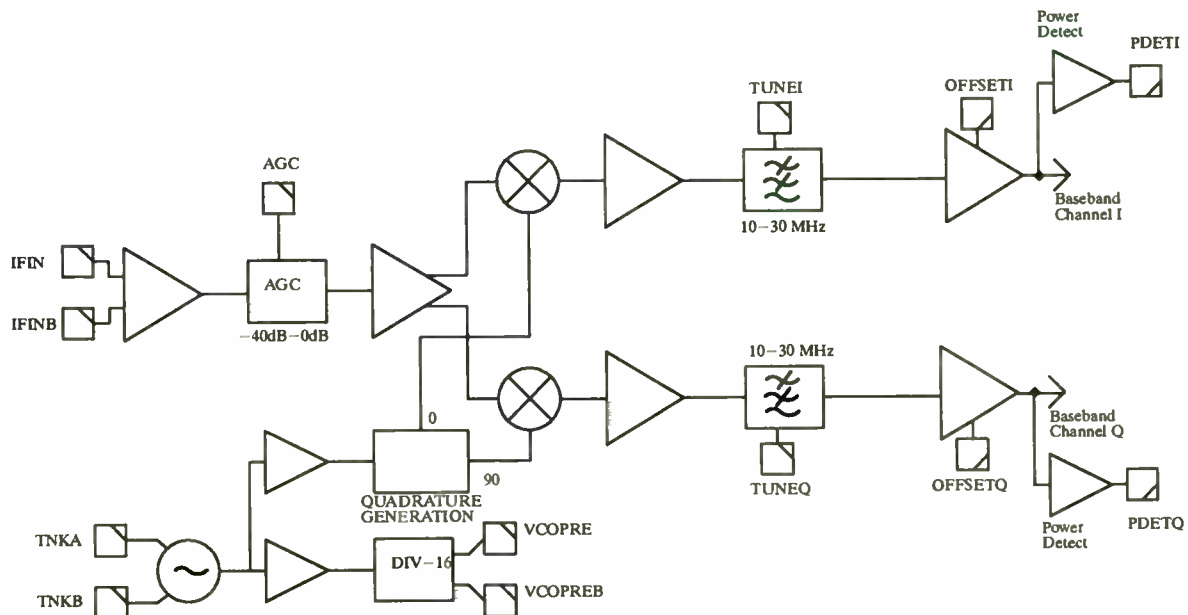 Power
Detect
PDETI
TUNEI
OFFSETI
AGC
Baseband
Channel I
10-30 MHz
IFIN
AGC
IFINB
-40dB-0dB
10-30 MHz
0
Baseband
Channel Q
90
QUADRATURE
GENERATION
TUNEQ
OFFSETQ
Power
Detect
PDETQ
TNKA
VCOPRE
DIV-16
TNKB
VCOPREB